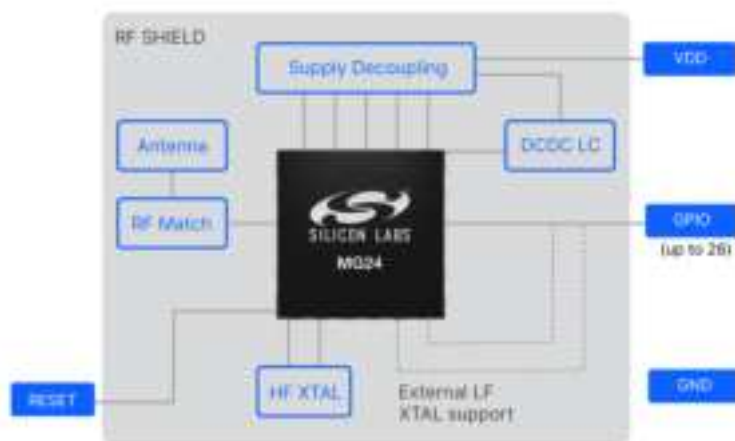 RF SHIELD
Supply Decoupling
VDD
Antenna
DCDC LC
RF Match
SILICON LABS
MG24
GPIO
(up to 26)
RESET
HF XTAL
External LF
XTAL support
GND